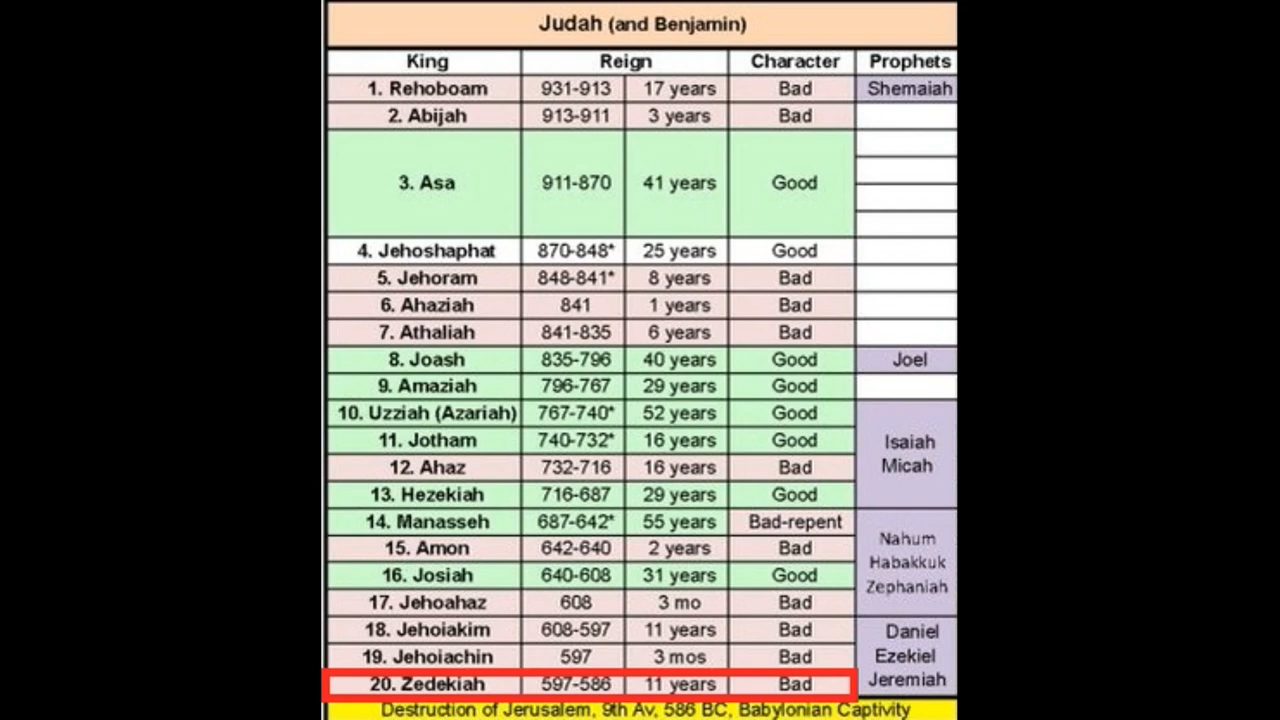 Judah (and Benjamin)
King Reign Character Prophets
1. Rehoboam 931-913 17 years Bad Shemaiah
2. Abijah 913-911 3 years Bad
3. Asa 911-870 41 years Good
4. Jehoshaphat 870-848* 25 years Good
5. Jehoram 848-841* 8 years Bad
6. Ahaziah 841 1 years Bad
7. Athaliah 841-835 6 years Bad
8. Joash 835-796 40 years Good Joel
9. Amaziah 796-767 29 years Good
10. Uzziah (Azariah) 767-740* 52 years Good
11. Jotham 740-732* 16 years Good Isaiah
12. Ahaz 732-716 16 years Bad Micah
13. Hezekiah 716-687 29 years Good
14. Manasseh 687-642* 55 years Bad-repent
Nahum
15. Amon 642-640 2 years Bad Habakkuk
16. Josiah 640-608 31 years Good Zephaniah
17. Jehoahaz 608 3 mo Bad
18. Jehoiakim 608-597 11 years Bad Daniel
19. Jehoiachin 597 3 mos Bad Ezekiel
20. Zedekiah 597-586 11 years Bad Jeremiah
Destruction of Jerusalem, 9th Av, 586 BC, Babylonian Captivity